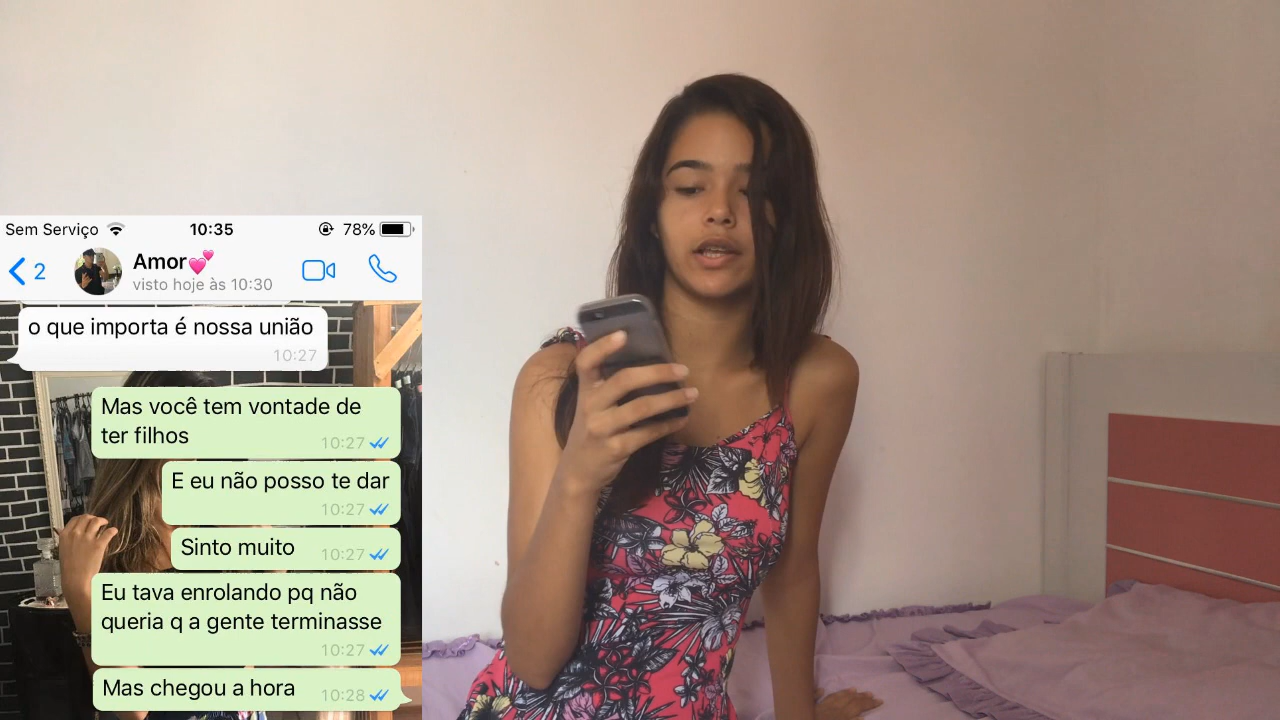 Sem Serviço 10:35 78%
2 Amor💕
visto hoje às 10:30
o que importa é nossa união
10:27
Mas você tem vontade de
ter filhos 10:27
E eu não posso te dar
10:27
Sinto muito 10:27
Eu tava enrolando pq não
queria q a gente terminasse
10:27
Mas chegou a hora 10:28